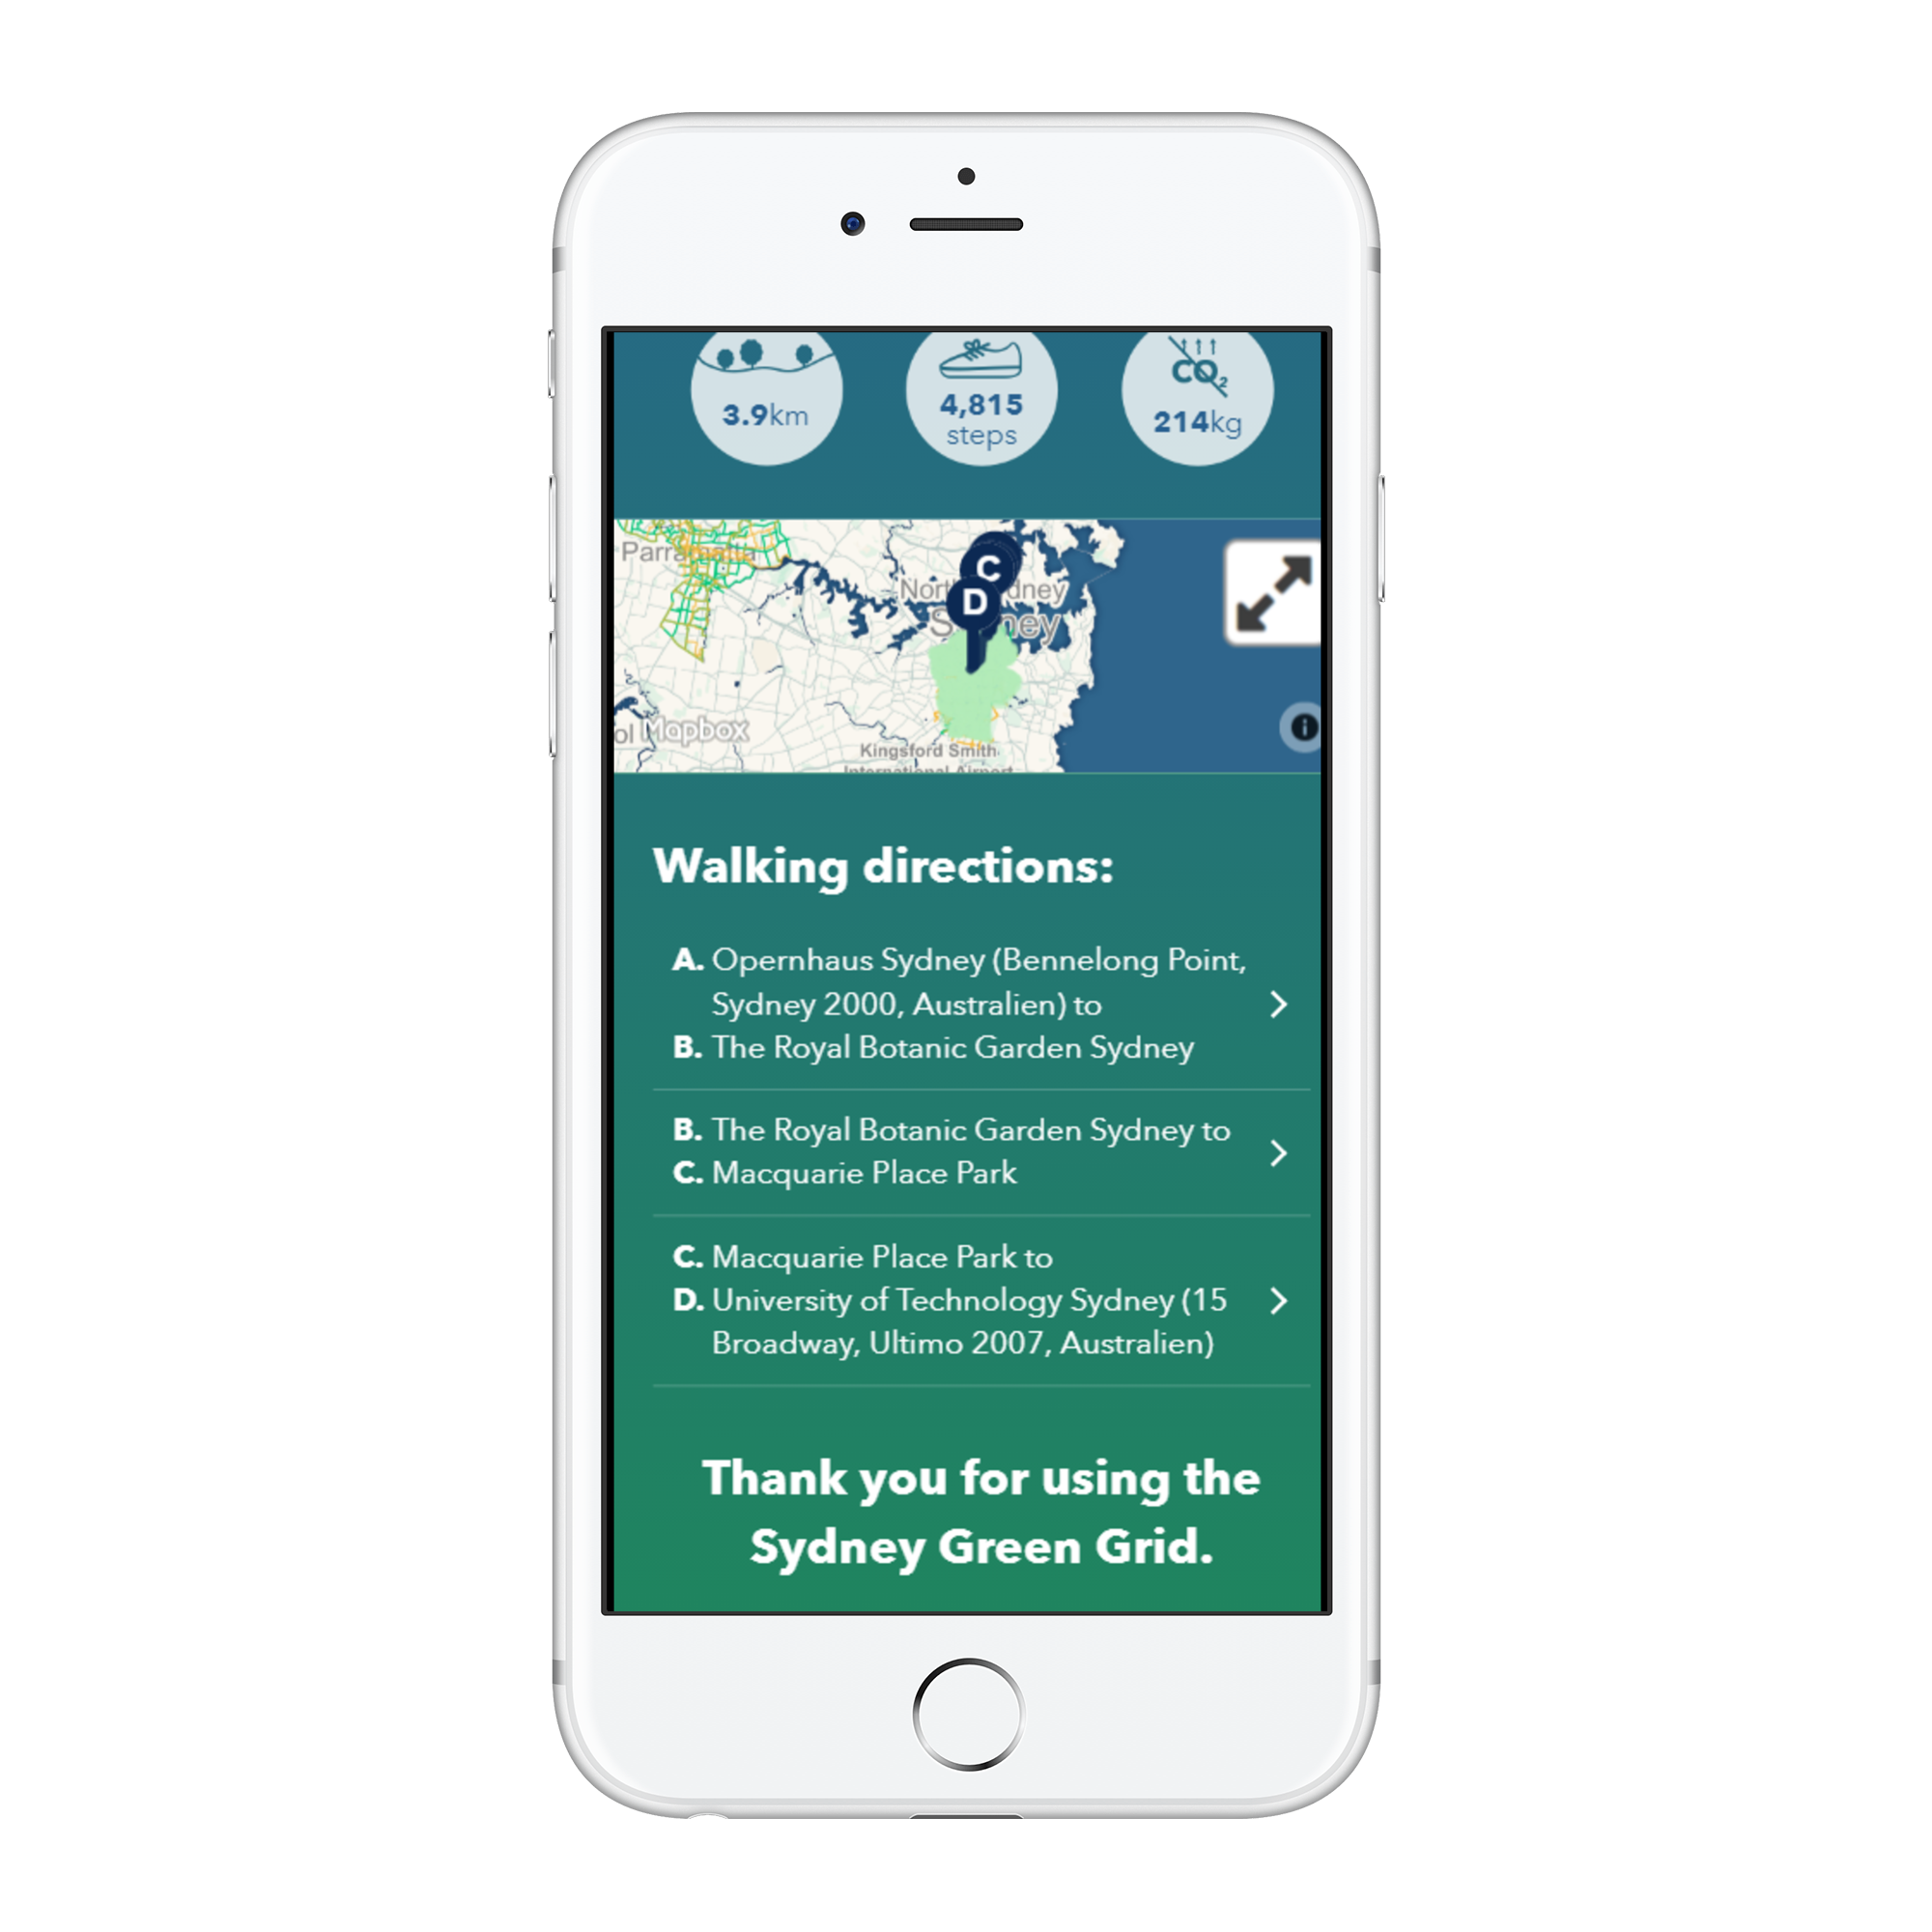 3.9km
4,815
steps
CO2
214kg
Parramatta
C
D
North Sydney
Sydney
Mapbox
Kingsford Smith
International Airport
Walking directions:
A. Opernhaus Sydney (Bennelong Point,
Sydney 2000, Australien) to
B. The Royal Botanic Garden Sydney
B. The Royal Botanic Garden Sydney to
C. Macquarie Place Park
C. Macquarie Place Park to
D. University of Technology Sydney (15
Broadway, Ultimo 2007, Australien)
Thank you for using the
Sydney Green Grid.